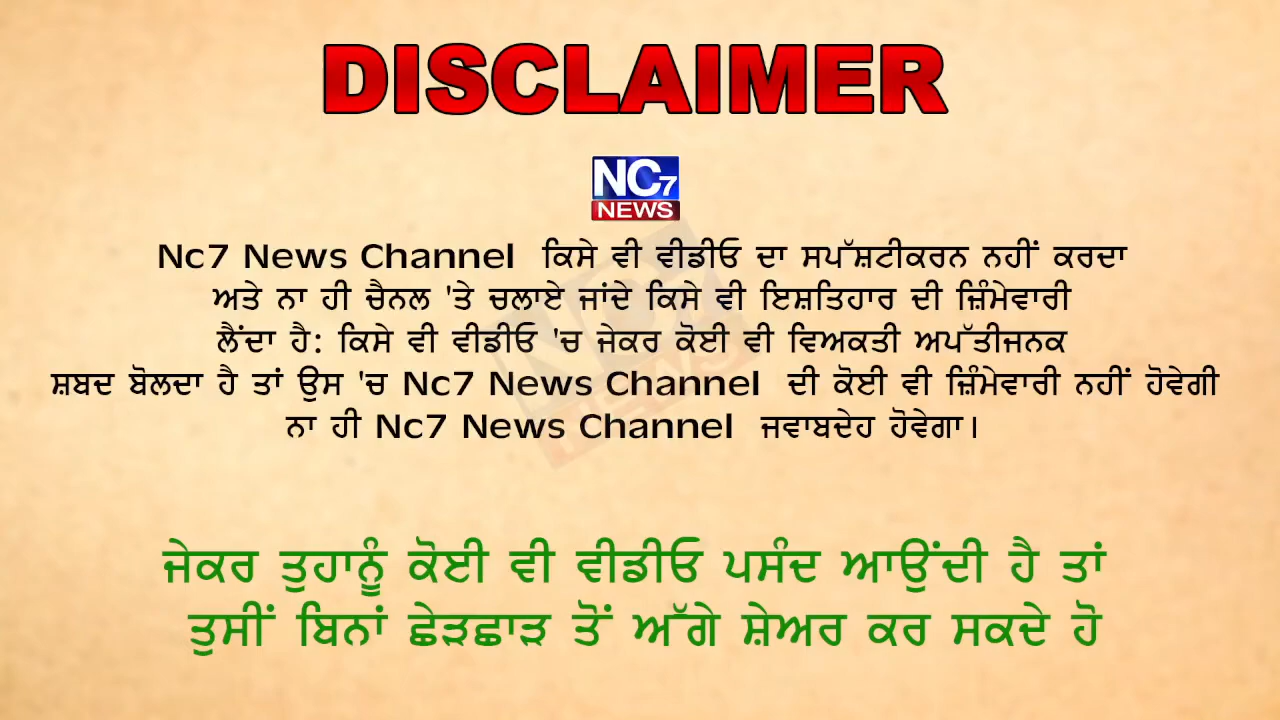 DISCLAIMER
NC7
NEWS
Nc7 News Channel ਕਿਸੇ ਵੀ ਵੀਡੀਓ ਦਾ ਸਪੱਸ਼ਟੀਕਰਨ ਨਹੀਂ ਕਰਦਾ
ਅਤੇ ਨਾ ਹੀ ਚੈਨਲ 'ਤੇ ਚਲਾਏ ਜਾਂਦੇ ਕਿਸੇ ਵੀ ਇਸ਼ਤਿਹਾਰ ਦੀ ਜ਼ਿੰਮੇਵਾਰੀ
ਲੈਂਦਾ ਹੈ: ਕਿਸੇ ਵੀ ਵੀਡੀਓ 'ਚ ਜੇਕਰ ਕੋਈ ਵੀ ਵਿਅਕਤੀ ਅਪੱਤੀਜਨਕ
ਸ਼ਬਦ ਬੋਲਦਾ ਹੈ ਤਾਂ ਉਸ 'ਚ Nc7 News Channel ਦੀ ਕੋਈ ਵੀ ਜ਼ਿੰਮੇਵਾਰੀ ਨਹੀਂ ਹੋਵੇਗੀ
ਨਾ ਹੀ Nc7 News Channel ਜਵਾਬਦੇਹ ਹੋਵੇਗਾ।
ਜੇਕਰ ਤੁਹਾਨੂੰ ਕੋਈ ਵੀ ਵੀਡੀਓ ਪਸੰਦ ਆਉਂਦੀ ਹੈ ਤਾਂ
ਤੁਸੀਂ ਬਿਨਾਂ ਛੇੜਛਾੜ ਤੋਂ ਅੱਗੇ ਸ਼ੇਅਰ ਕਰ ਸਕਦੇ ਹੋ